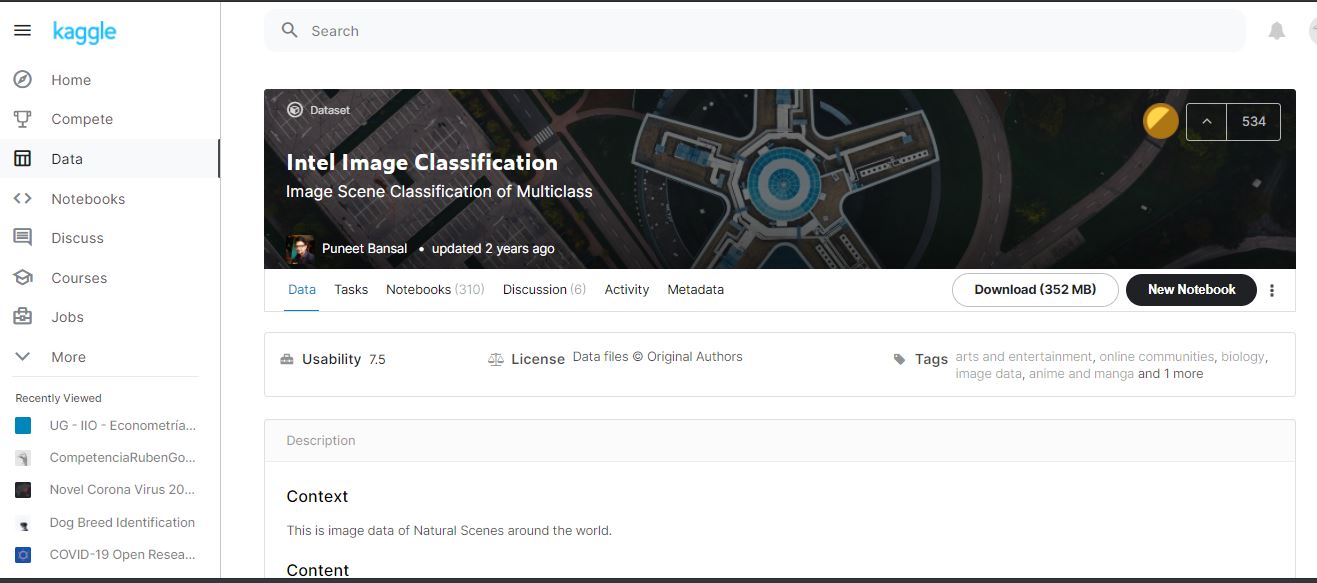 kaggle
Search
Home
Compete
Data
Notebooks
Discuss
Courses
Jobs
More
Recently Viewed
UG - IIO - Econometría...
CompetenciaRubenGo...
Novel Corona Virus 20...
Dog Breed Identification
COVID-19 Open Resea...
Dataset
534
Intel Image Classification
Image Scene Classification of Multiclass
Puneet Bansal • updated 2 years ago
Data Tasks Notebooks (310) Discussion (6) Activity Metadata Download (352 MB) New Notebook
Usability 7.5 License Data files © Original Authors Tags arts and entertainment, online communities, biology,
image data, anime and manga and 1 more
Description
Context
This is image data of Natural Scenes around the world.
Content